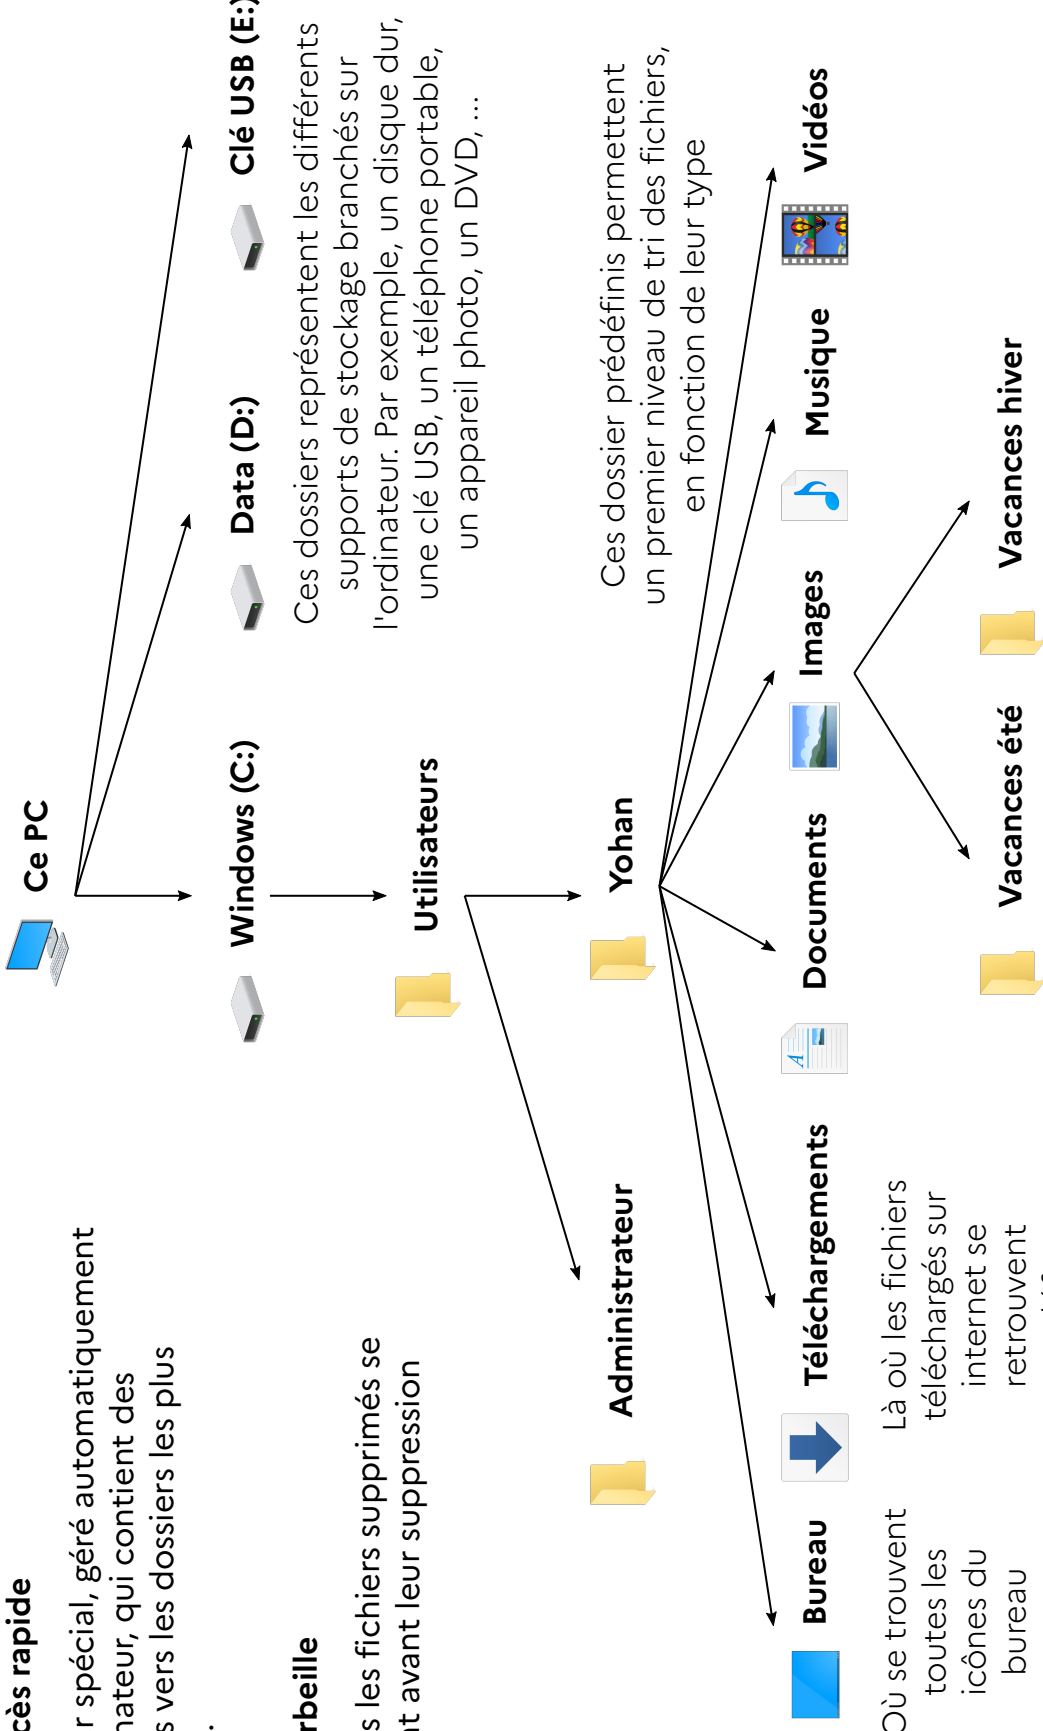 Ce PC
cès rapide
r spécial, géré automatiquement
nateur, qui contient des
s vers les dossiers les plus
Windows (C:)
Data (D:)
Clé USB (E:)
Ces dossiers représentent les différents
supports de stockage branchés sur
l'ordinateur. Par exemple, un disque dur,
une clé USB, un téléphone portable,
un appareil photo, un DVD, ...
rbeille
s les fichiers supprimés se
nt avant leur suppression
Utilisateurs
Administrateur
Yohan
Ces dossier prédéfinis permettent
un premier niveau de tri des fichiers,
en fonction de leur type
Bureau
Téléchargements
Documents
Images
Musique
Vidéos
Où se trouvent
toutes les
icônes du
bureau
Là où les fichiers
téléchargés sur
internet se
retrouvent
Vacances été
Vacances hiver